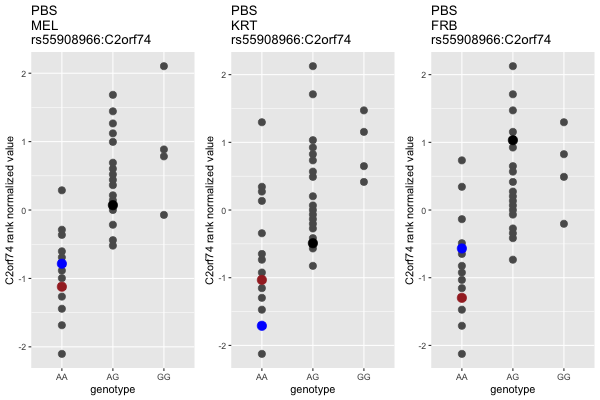 PBS
MEL
rs55908966:C2orf74
PBS
KRT
rs55908966:C2orf74
PBS
FRB
rs55908966:C2orf74
C2orf74 rank normalized value
2
1
0
-1
-2
AA AG GG
genotype
C2orf74 rank normalized value
2
1
0
-1
-2
AA AG GG
genotype
C2orf74 rank normalized value
2
1
0
-1
-2
AA AG GG
genotype